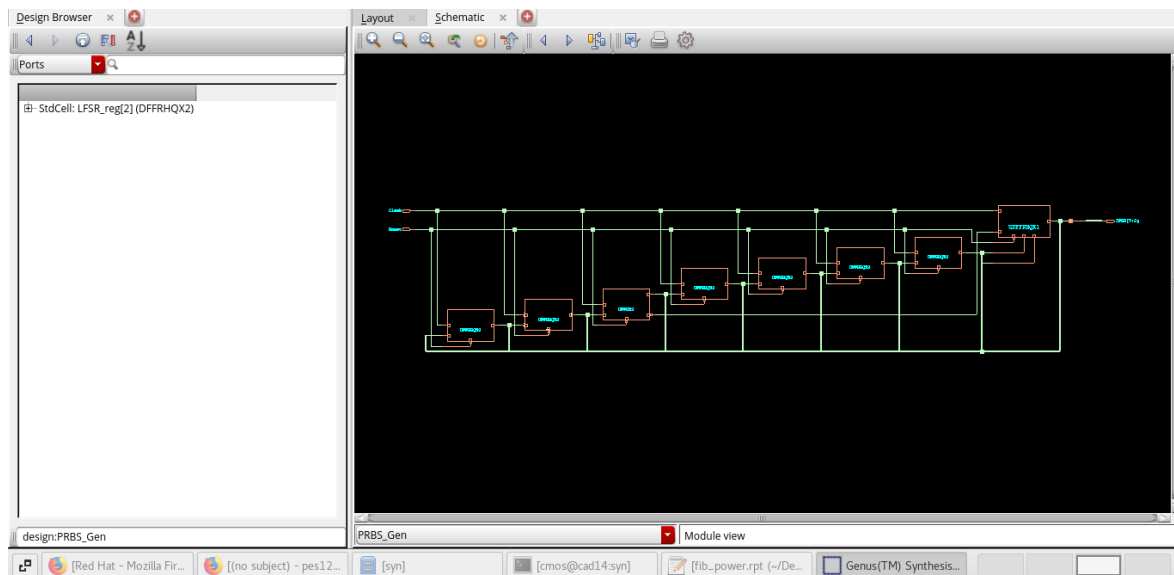 Design Browser
Layout
Schematic
Ports
StdCell: LFSR_reg[2] (DFFRHQX2)
Clock
Reset
design:PRBS_Gen
PRBS_Gen
Module view
[Red Hat - Mozilla Fir...
[(no subject) - pes12...
[syn]
[cmos@cad14:syn]
[fib_power.rpt (~/De...
Genus(TM) Synthesis...